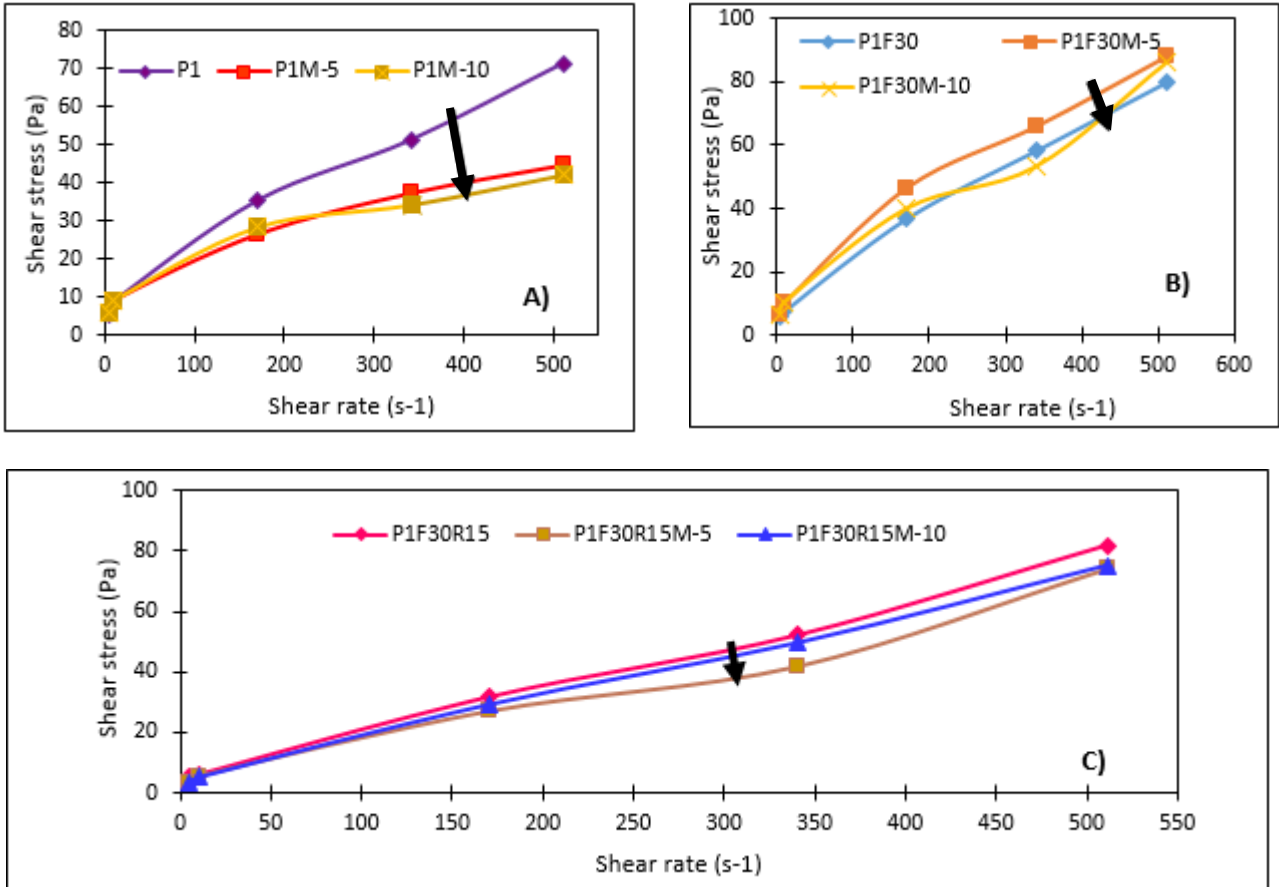 80
70
60
50
40
30
20
10
0
Shear stress (Pa)
P1 P1M-5 P1M-10
A)
0 100 200 300 400 500
Shear rate (s-1)
100
80
60
40
20
0
Shear stress (Pa)
P1F30 P1F30M-5
P1F30M-10
B)
0 100 200 300 400 500 600
Shear rate (s-1)
100
80
60
40
20
0
Shear stress (Pa)
P1F30R15 P1F30R15M-5 P1F30R15M-10
C)
0 50 100 150 200 250 300 350 400 450 500 550
Shear rate (s-1)